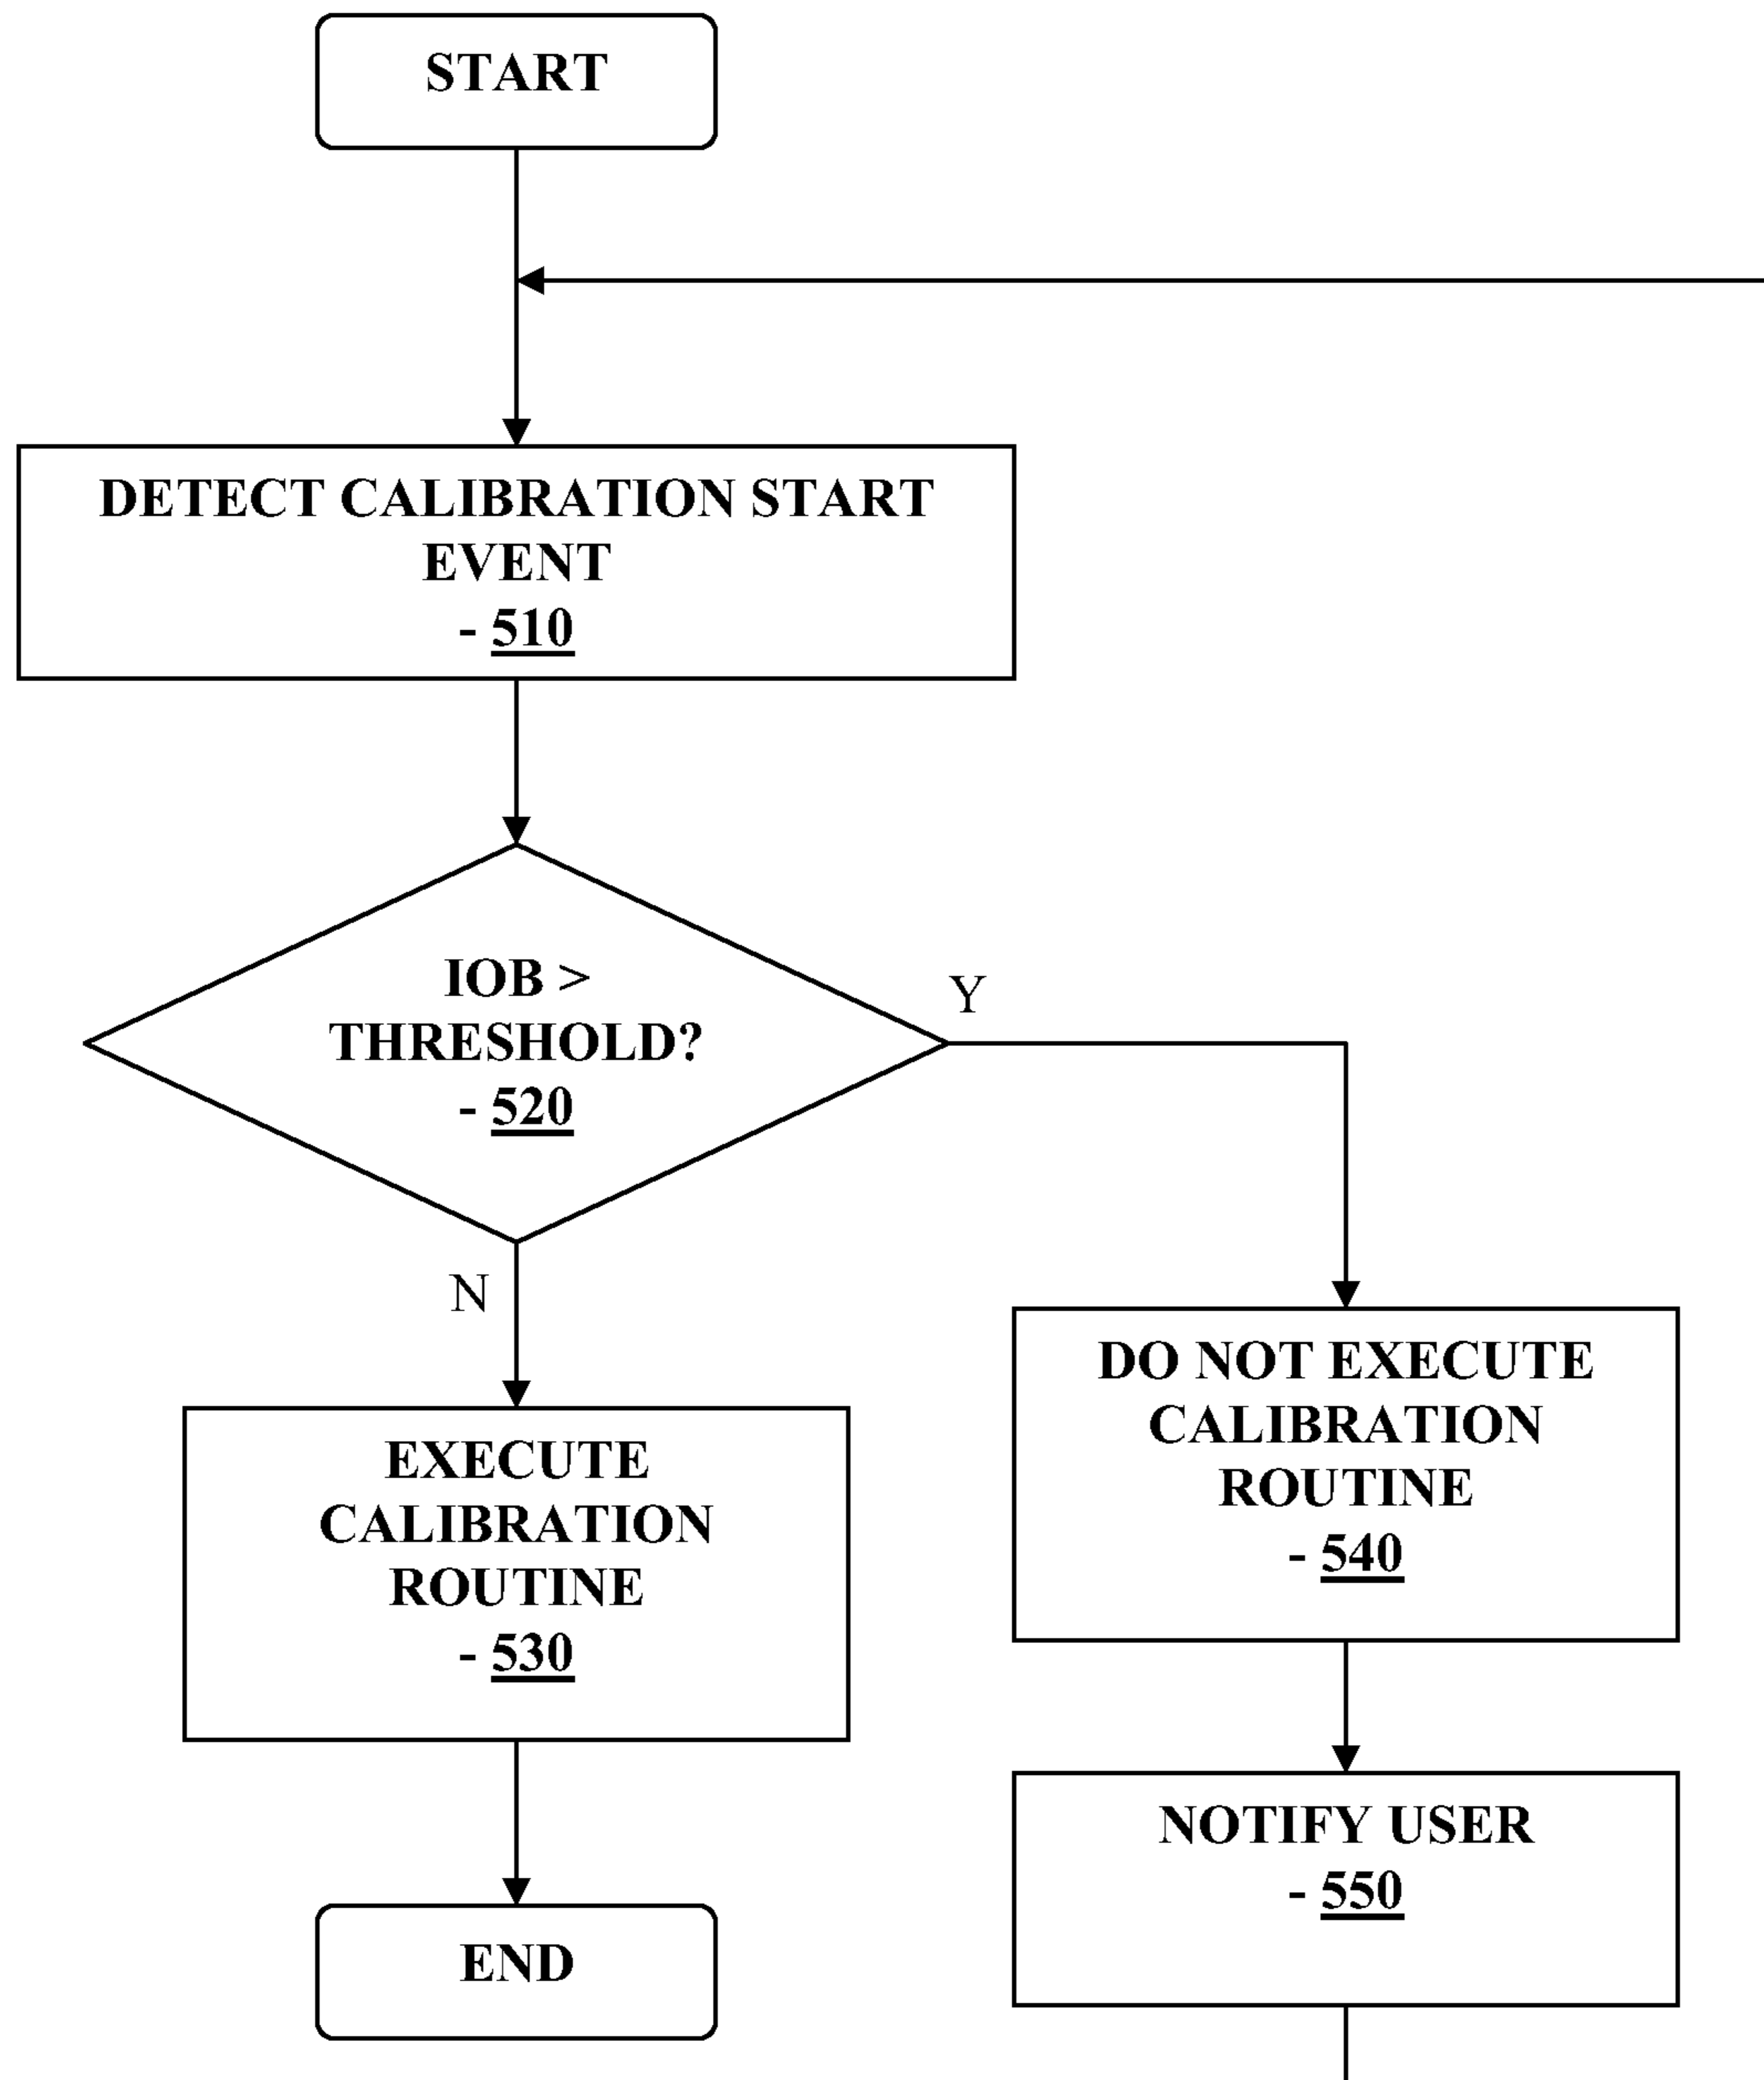 START
DETECT CALIBRATION START
EVENT
- 510
IOB >
THRESHOLD?
- 520
Y
N
EXECUTE
CALIBRATION
ROUTINE
- 530
DO NOT EXECUTE
CALIBRATION
ROUTINE
- 540
NOTIFY USER
- 550
END